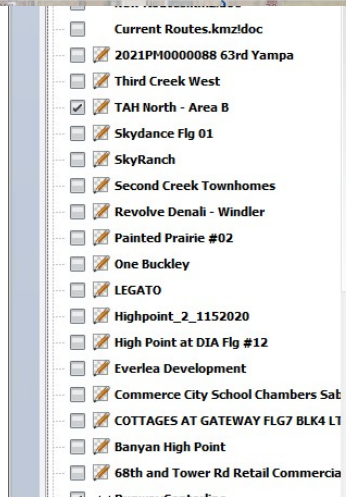 Current Routes.kmz!doc
2021PM0000088 63rd Yampa
Third Creek West
TAH North - Area B
Skydance Flg 01
SkyRanch
Second Creek Townhomes
Revolve Denali - Windler
Painted Prairie #02
One Buckley
LEGATO
Highpoint_2_1152020
High Point at DIA Flg #12
Everlea Development
Commerce City School Chambers Sab
COTTAGES AT GATEWAY FLG7 BLK4 LT
Banyan High Point
68th and Tower Rd Retail Commercia